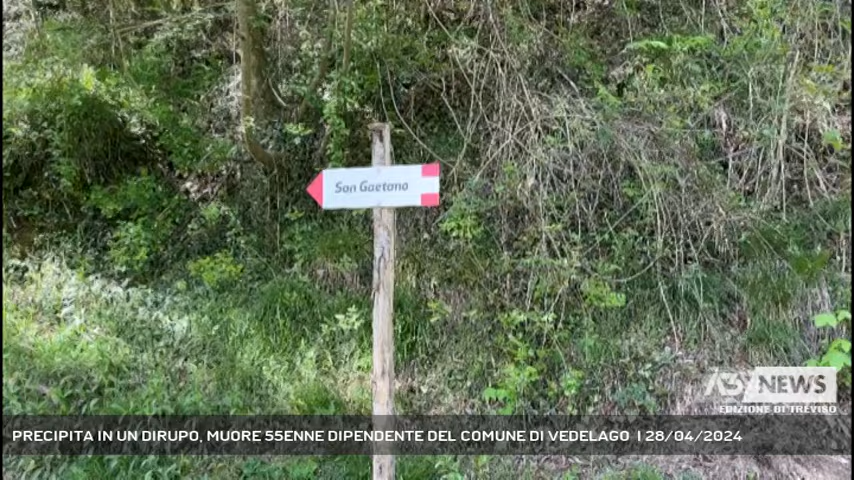 San Gaetano
A3 NEWS
EDIZIONE DI TREVISO
PRECIPITA IN UN DIRUPO, MUORE 55ENNE DIPENDENTE DEL COMUNE DI VEDELAGO | 28/04/2024